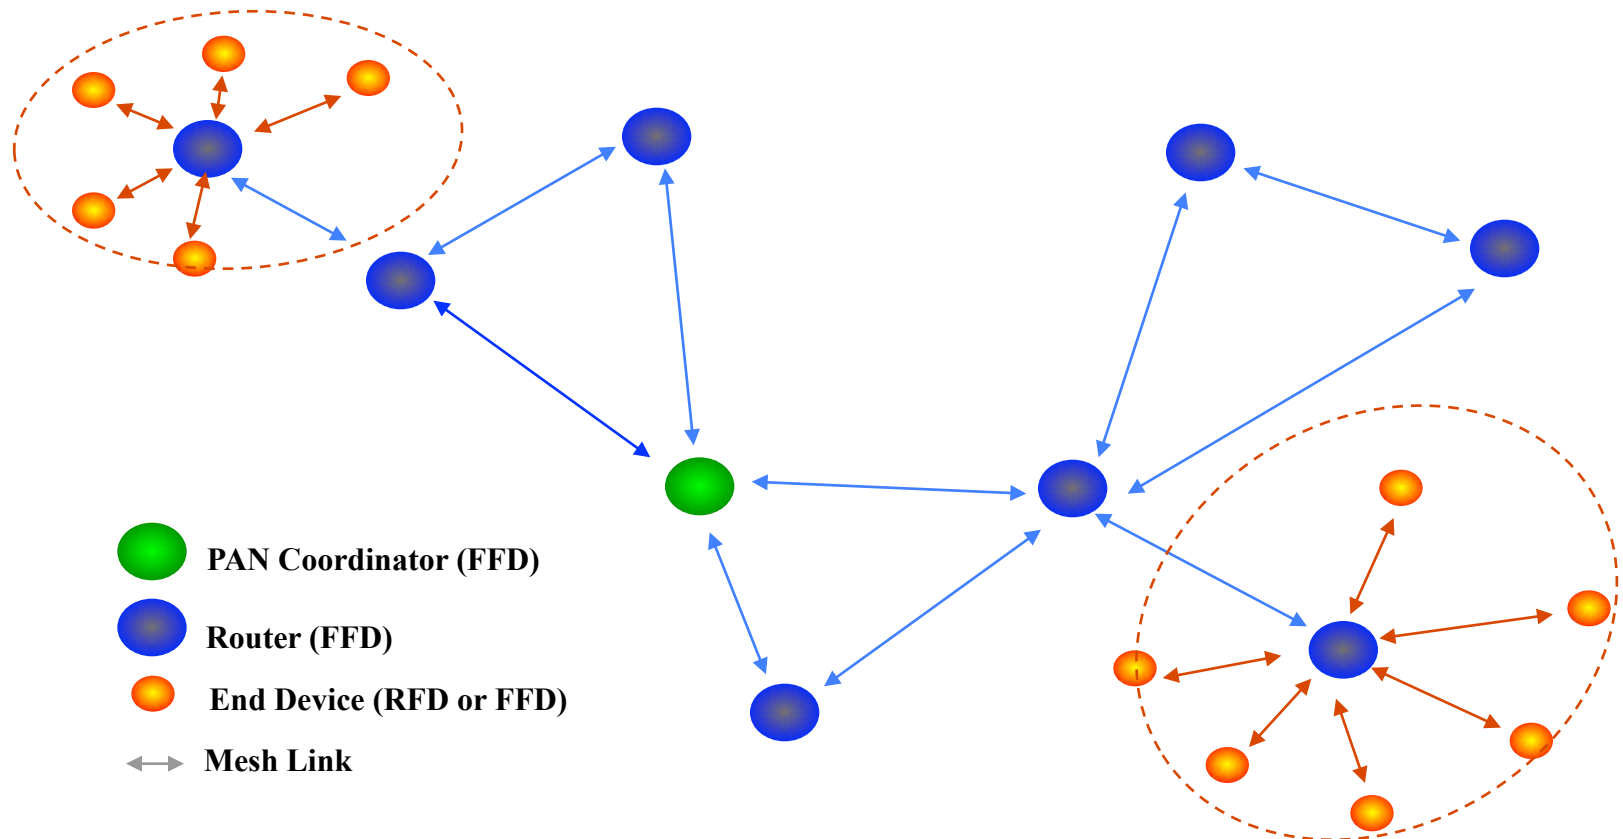 PAN Coordinator (FFD)
Router (FFD)
End Device (RFD or FFD)
Mesh Link